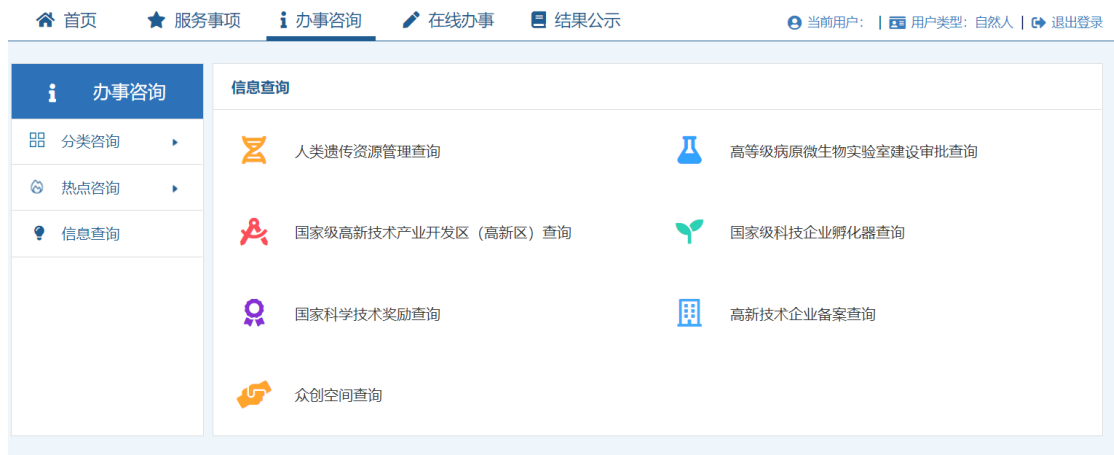 首页 服务事项 办事咨询 在线办事 结果公示 当前用户： | 用户类型：自然人 | 退出登录
办事咨询
分类咨询
热点咨询
信息查询
信息查询
人类遗传资源管理查询 高等级病原微生物实验室建设审批查询
国家级高新技术产业开发区（高新区）查询 国家级科技企业孵化器查询
国家科学技术奖励查询 高新技术企业备案查询
众创空间查询